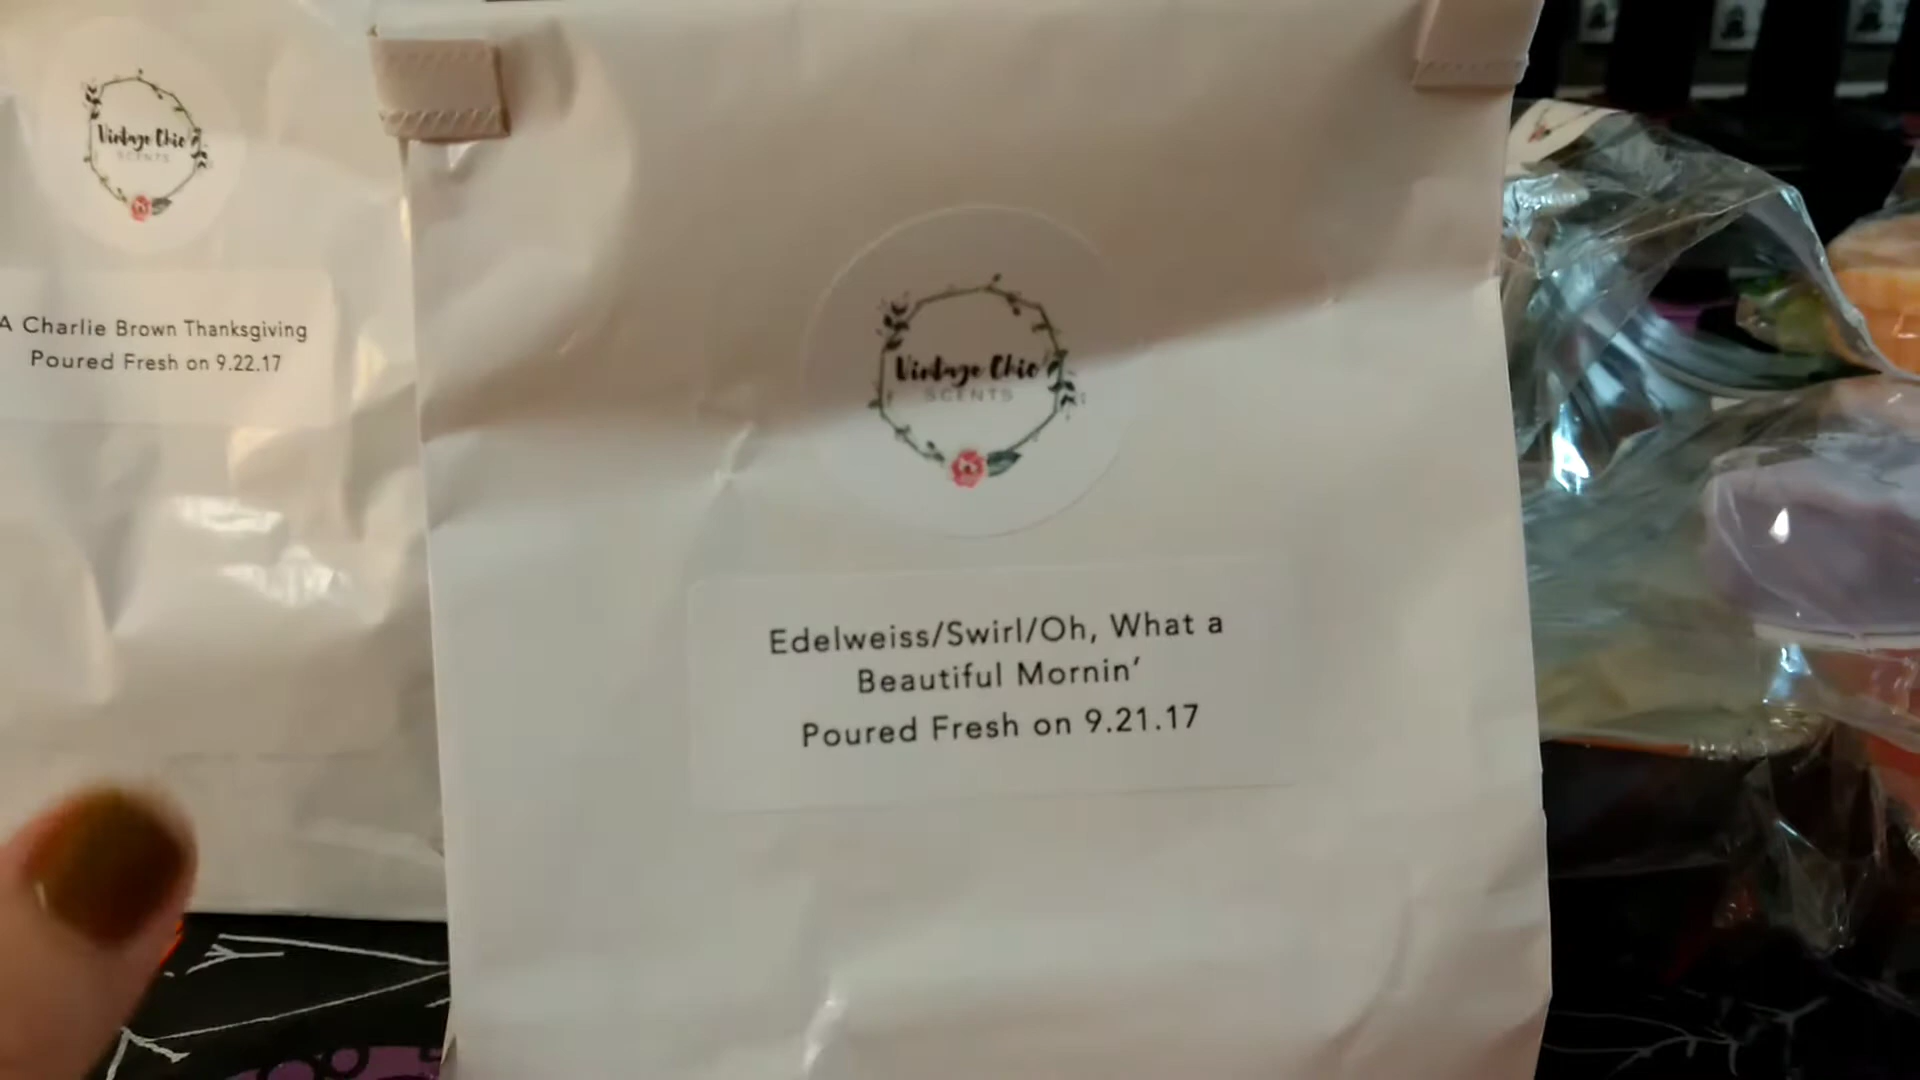 Vintage Chic
SCENTS
A Charlie Brown Thanksgiving
Poured Fresh on 9.22.17
Vintage Chic
SCENTS
Edelweiss/Swirl/Oh, What a
Beautiful Mornin'
Poured Fresh on 9.21.17